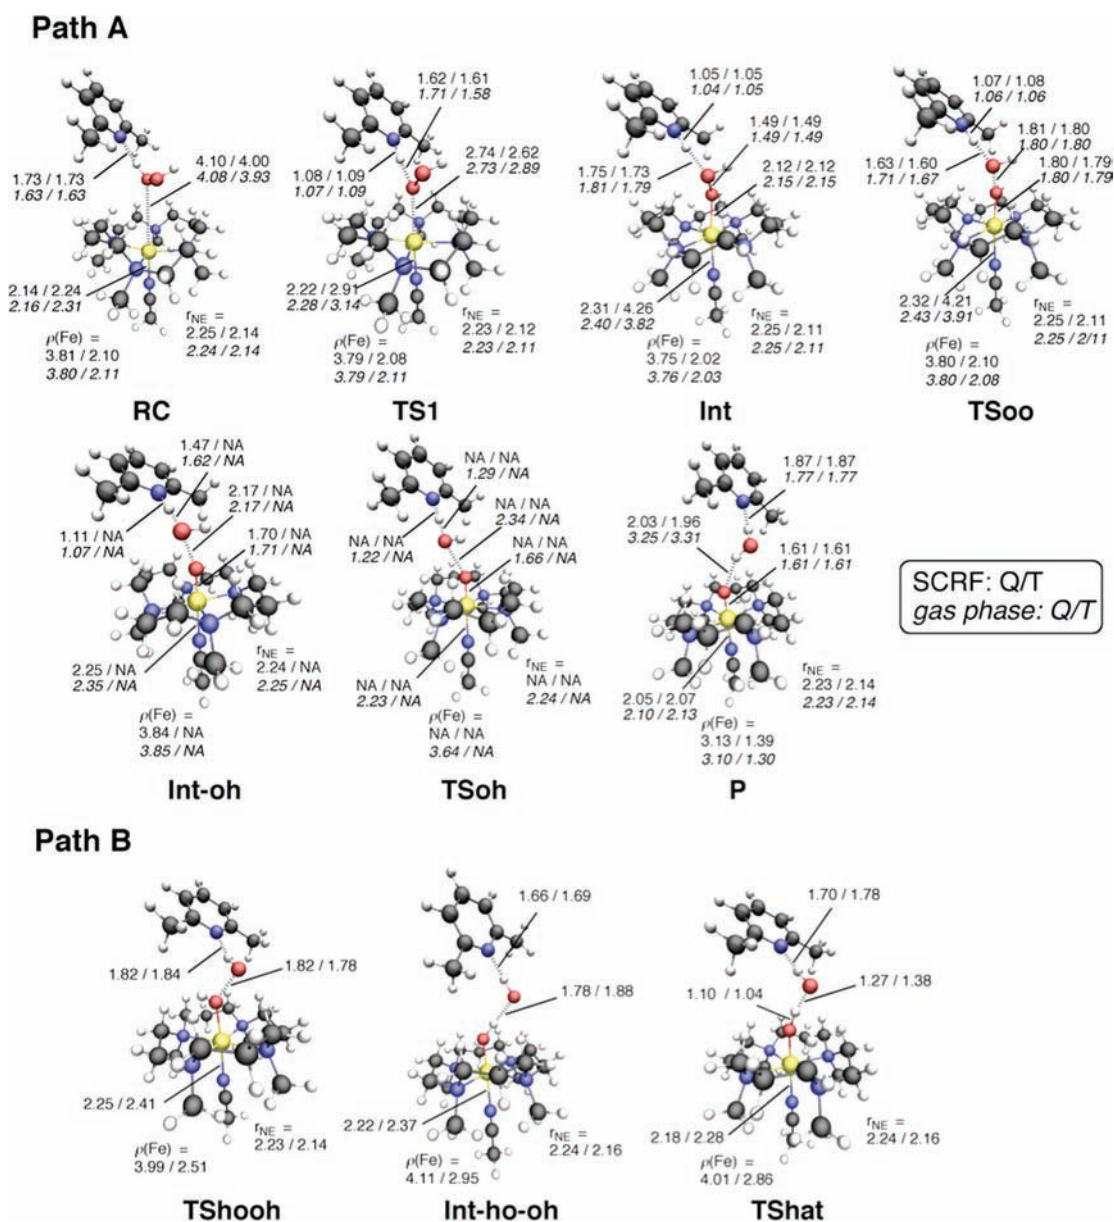 Path A
1.73 / 1.73
1.63 / 1.63
4.10 / 4.00
4.08 / 3.93
2.14 / 2.24
2.16 / 2.31
ρ(Fe) =
3.81 / 2.10
3.80 / 2.11
rNE =
2.25 / 2.14
2.24 / 2.14
RC
1.62 / 1.61
1.71 / 1.58
1.08 / 1.09
1.07 / 1.09
2.74 / 2.62
2.73 / 2.89
2.22 / 2.91
2.28 / 3.14
ρ(Fe) =
3.79 / 2.08
3.79 / 2.11
rNE =
2.23 / 2.12
2.23 / 2.11
TS1
1.05 / 1.05
1.04 / 1.05
1.49 / 1.49
1.49 / 1.49
1.75 / 1.73
1.81 / 1.79
2.12 / 2.12
2.15 / 2.15
2.31 / 4.26
2.40 / 3.82
ρ(Fe) =
3.75 / 2.02
3.76 / 2.03
rNE =
2.25 / 2.11
2.25 / 2.11
Int
1.07 / 1.08
1.06 / 1.06
1.81 / 1.80
1.80 / 1.80
1.63 / 1.60
1.71 / 1.67
1.80 / 1.79
1.80 / 1.79
2.32 / 4.21
2.43 / 3.91
ρ(Fe) =
3.80 / 2.10
3.80 / 2.08
rNE =
2.25 / 2.11
2.25 / 2/11
TSoo
1.47 / NA
1.62 / NA
2.17 / NA
2.17 / NA
1.11 / NA
1.07 / NA
1.70 / NA
1.71 / NA
2.25 / NA
2.35 / NA
rNE =
2.24 / NA
2.25 / NA
ρ(Fe) =
3.84 / NA
3.85 / NA
Int-oh
NA / NA
1.29 / NA
NA / NA
2.34 / NA
NA / NA
1.22 / NA
NA / NA
1.66 / NA
NA / NA
2.23 / NA
rNE =
NA / NA
2.24 / NA
ρ(Fe) =
NA / NA
3.64 / NA
TSoh
1.87 / 1.87
1.77 / 1.77
2.03 / 1.96
3.25 / 3.31
1.61 / 1.61
1.61 / 1.61
2.05 / 2.07
2.10 / 2.13
rNE =
2.23 / 2.14
2.23 / 2.14
ρ(Fe) =
3.13 / 1.39
3.10 / 1.30
P
SCRF: Q/T
gas phase: Q/T
Path B
1.82 / 1.84
1.82 / 1.78
2.25 / 2.41
rNE =
2.23 / 2.14
ρ(Fe) =
3.99 / 2.51
TShooh
1.66 / 1.69
1.78 / 1.88
2.22 / 2.37
rNE =
2.24 / 2.16
ρ(Fe) =
4.11 / 2.95
Int-ho-oh
1.70 / 1.78
1.10 / 1.04
1.27 / 1.38
2.18 / 2.28
rNE =
2.24 / 2.16
ρ(Fe) =
4.01 / 2.86
TShat